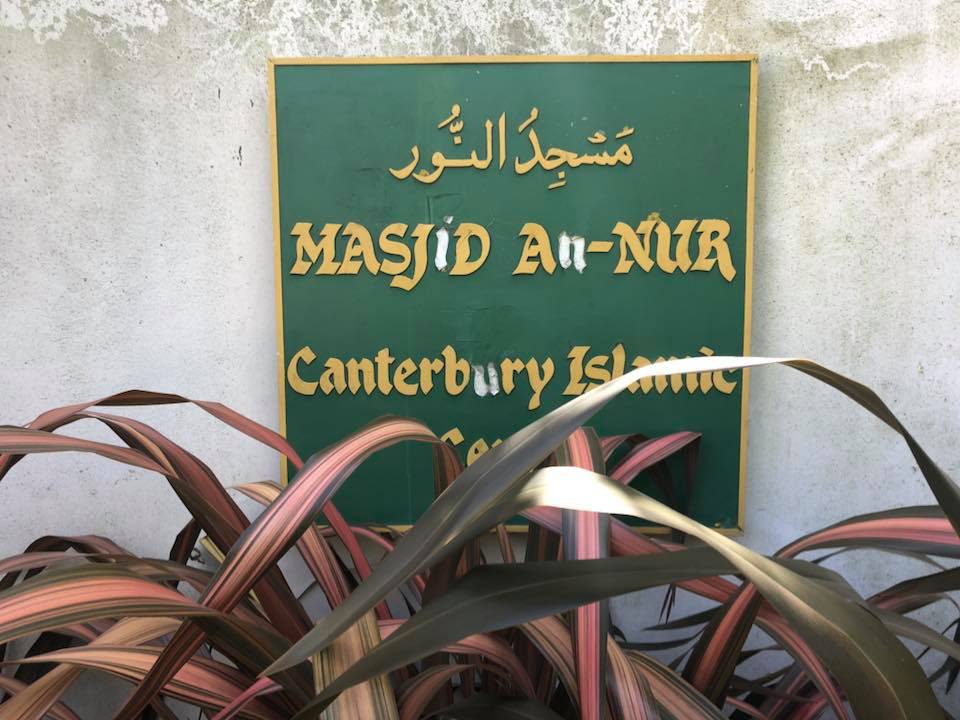 مَسْجِدُ النُّور
MASJiD An-NUR
Canterbury Islamic